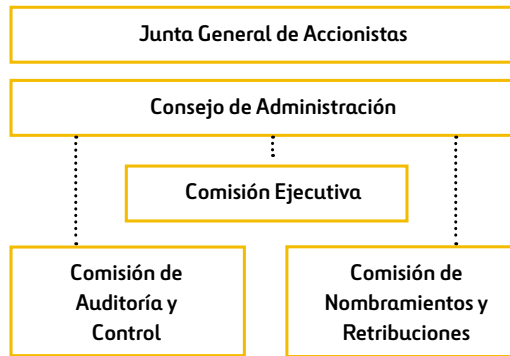 Junta General de Accionistas
Consejo de Administración
Comisión Ejecutiva
Comisión de
Auditoría y
Control
Comisión de
Nombramientos y
Retribuciones